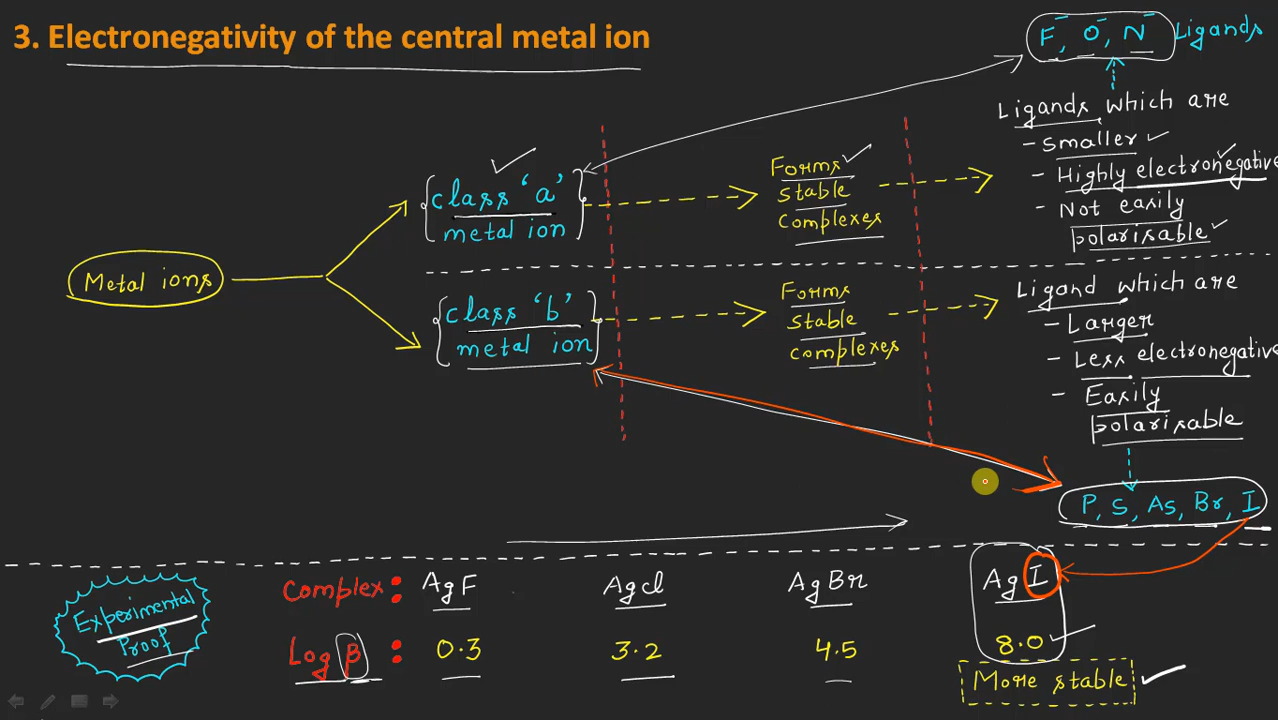 3. Electronegativity of the central metal ion
F⁻, O⁻, N⁻ Ligands
Ligands which are
- Smaller
- Highly electronegative
- Not easily
polarisable
class 'a'
metal ion
Forms
Stable
Complexes
Metal ions
class 'b'
metal ion
Forms
Stable
complexes
Ligand which are
- Larger
- Less electronegative
- Easily
polarisable
P, S, As, Br, I
Experimental
Proof
Complex : AgF AgCl AgBr AgI
Log β : 0.3 3.2 4.5 8.0
More stable